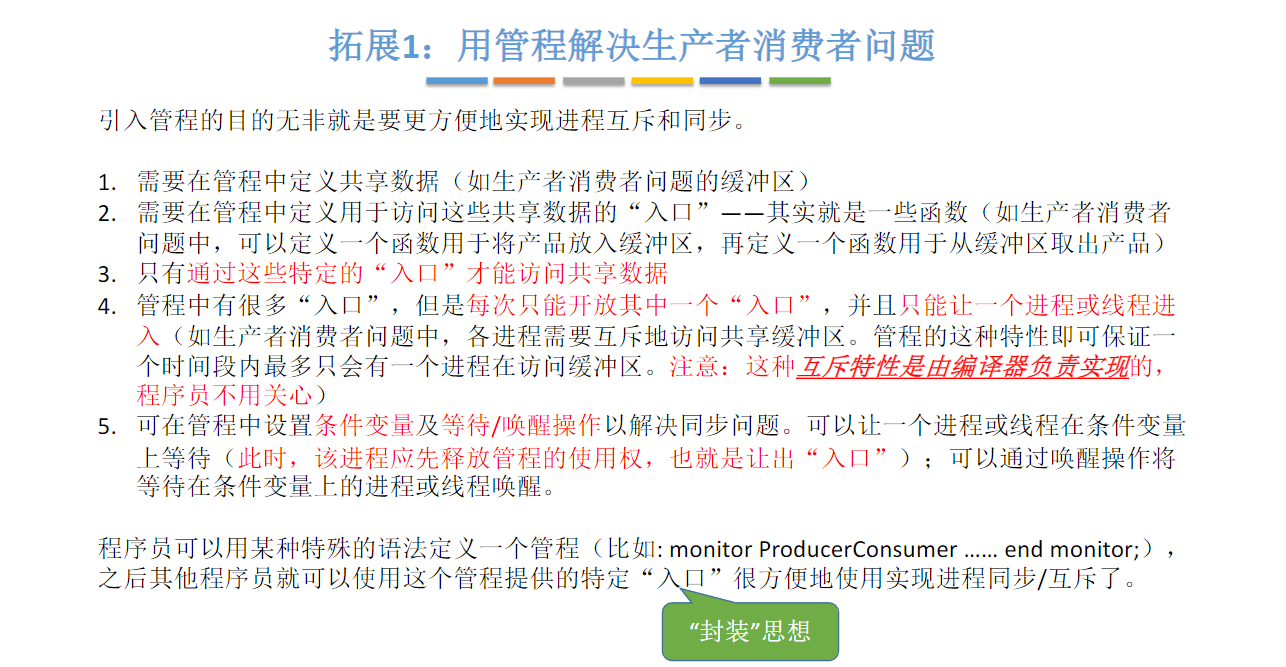 拓展1：用管程解决生产者消费者问题
引入管程的目的无非就是要更方便地实现进程互斥和同步。
1. 需要在管程中定义共享数据（如生产者消费者问题的缓冲区）
2. 需要在管程中定义用于访问这些共享数据的“入口”——其实就是一些函数（如生产者消费者
问题中，可以定义一个函数用于将产品放入缓冲区，再定义一个函数用于从缓冲区取出产品）
3. 只有通过这些特定的“入口”才能访问共享数据
4. 管程中有很多“入口”，但是每次只能开放其中一个“入口”，并且只能让一个进程或线程进
入（如生产者消费者问题中，各进程需要互斥地访问共享缓冲区。管程的这种特性即可保证一
个时间段内最多只会有一个进程在访问缓冲区。注意：这种互斥特性是由编译器负责实现的，
程序员不用关心）
5. 可在管程中设置条件变量及等待/唤醒操作以解决同步问题。可以让一个进程或线程在条件变量
上等待（此时，该进程应先释放管程的使用权，也就是让出“入口”）；可以通过唤醒操作将
等待在条件变量上的进程或线程唤醒。
程序员可以用某种特殊的语法定义一个管程（比如: monitor ProducerConsumer …… end monitor;），
之后其他程序员就可以使用这个管程提供的特定“入口”很方便地使用实现进程同步/互斥了。
“封装”思想